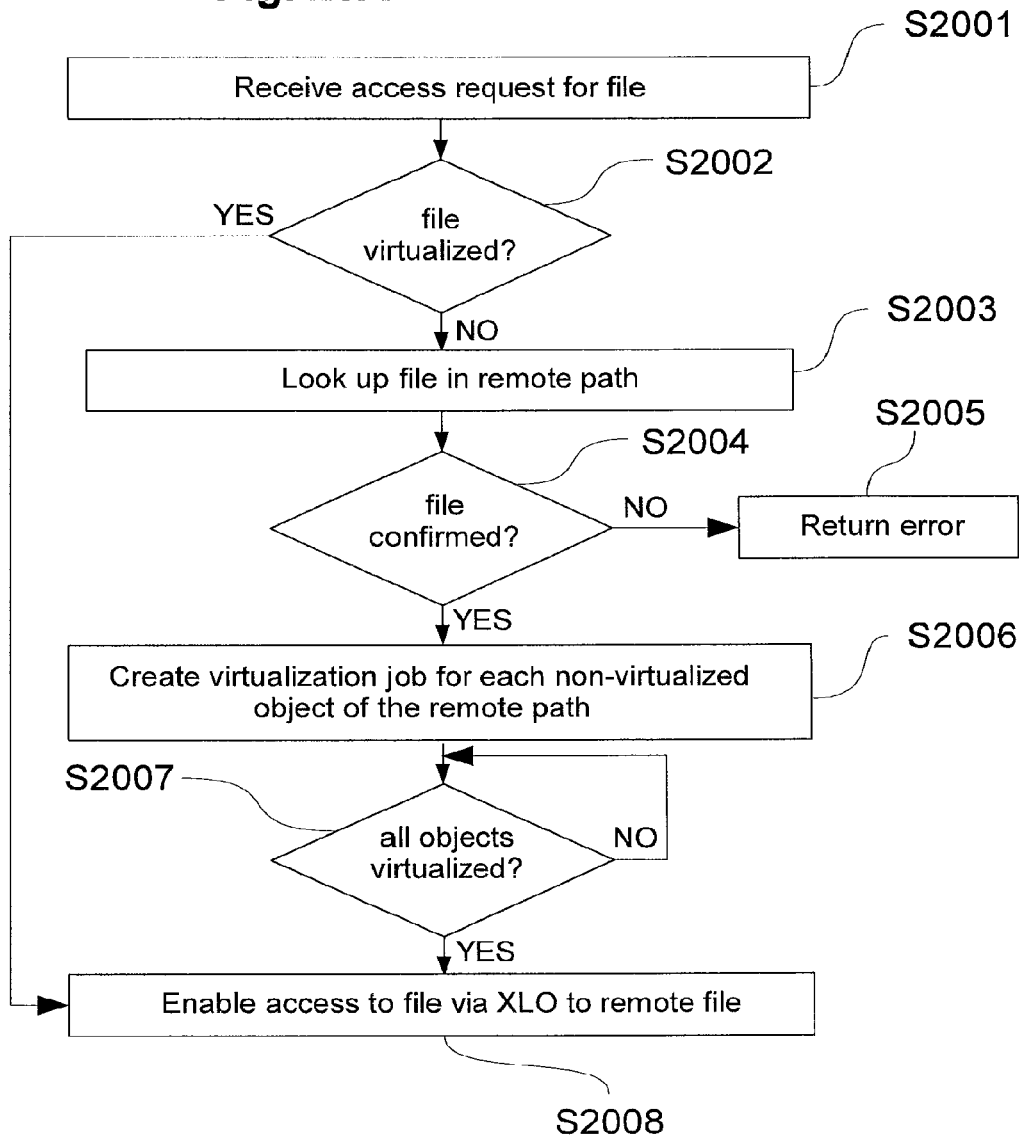 S2001
Receive access request for file
S2002
YES
file
virtualized?
NO
S2003
Look up file in remote path
S2005
S2004
file
confirmed?
NO
Return error
YES
S2006
Create virtualization job for each non-virtualized
object of the remote path
S2007
all objects
virtualized?
NO
YES
Enable access to file via XLO to remote file
S2008